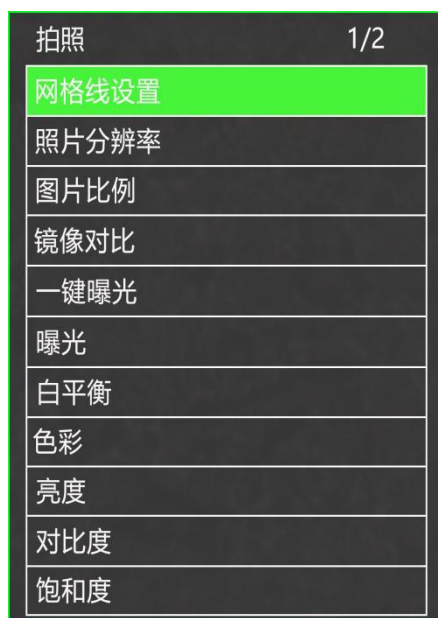 拍照 1/2
网格线设置
照片分辨率
图片比例
镜像对比
一键曝光
曝光
白平衡
色彩
亮度
对比度
饱和度